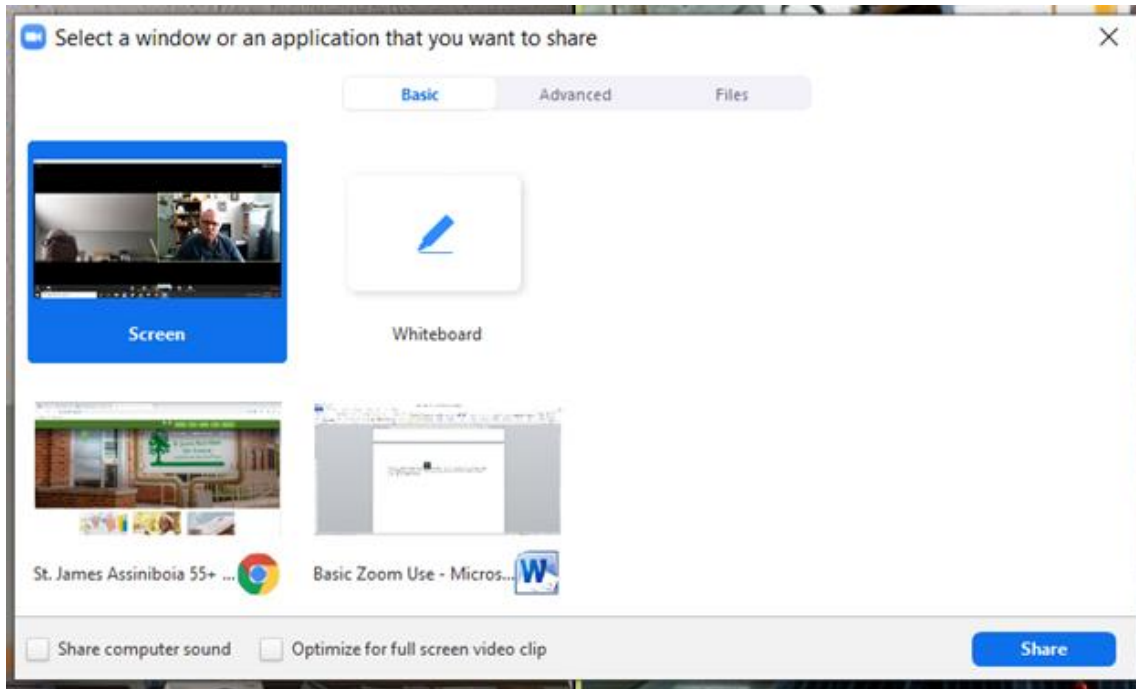 Select a window or an application that you want to share
Basic Advanced Files
Screen
Whiteboard
St. James Assiniboia 55+ ...
Basic Zoom Use - Micros...
W
Share computer sound
Optimize for full screen video clip
Share